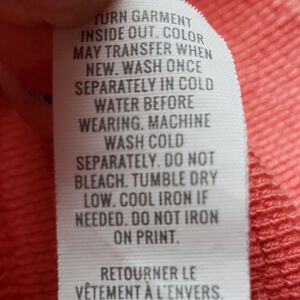 TURN GARMENT
INSIDE OUT. COLOR
MAY TRANSFER WHEN
NEW. WASH ONCE
SEPARATELY IN COLD
WATER BEFORE
WEARING. MACHINE
WASH COLD
SEPARATELY. DO NOT
BLEACH. TUMBLE DRY
LOW. COOL IRON IF
NEEDED. DO NOT IRON
ON PRINT.
RETOURNER LE
VÊTEMENT À L'ENVERS.